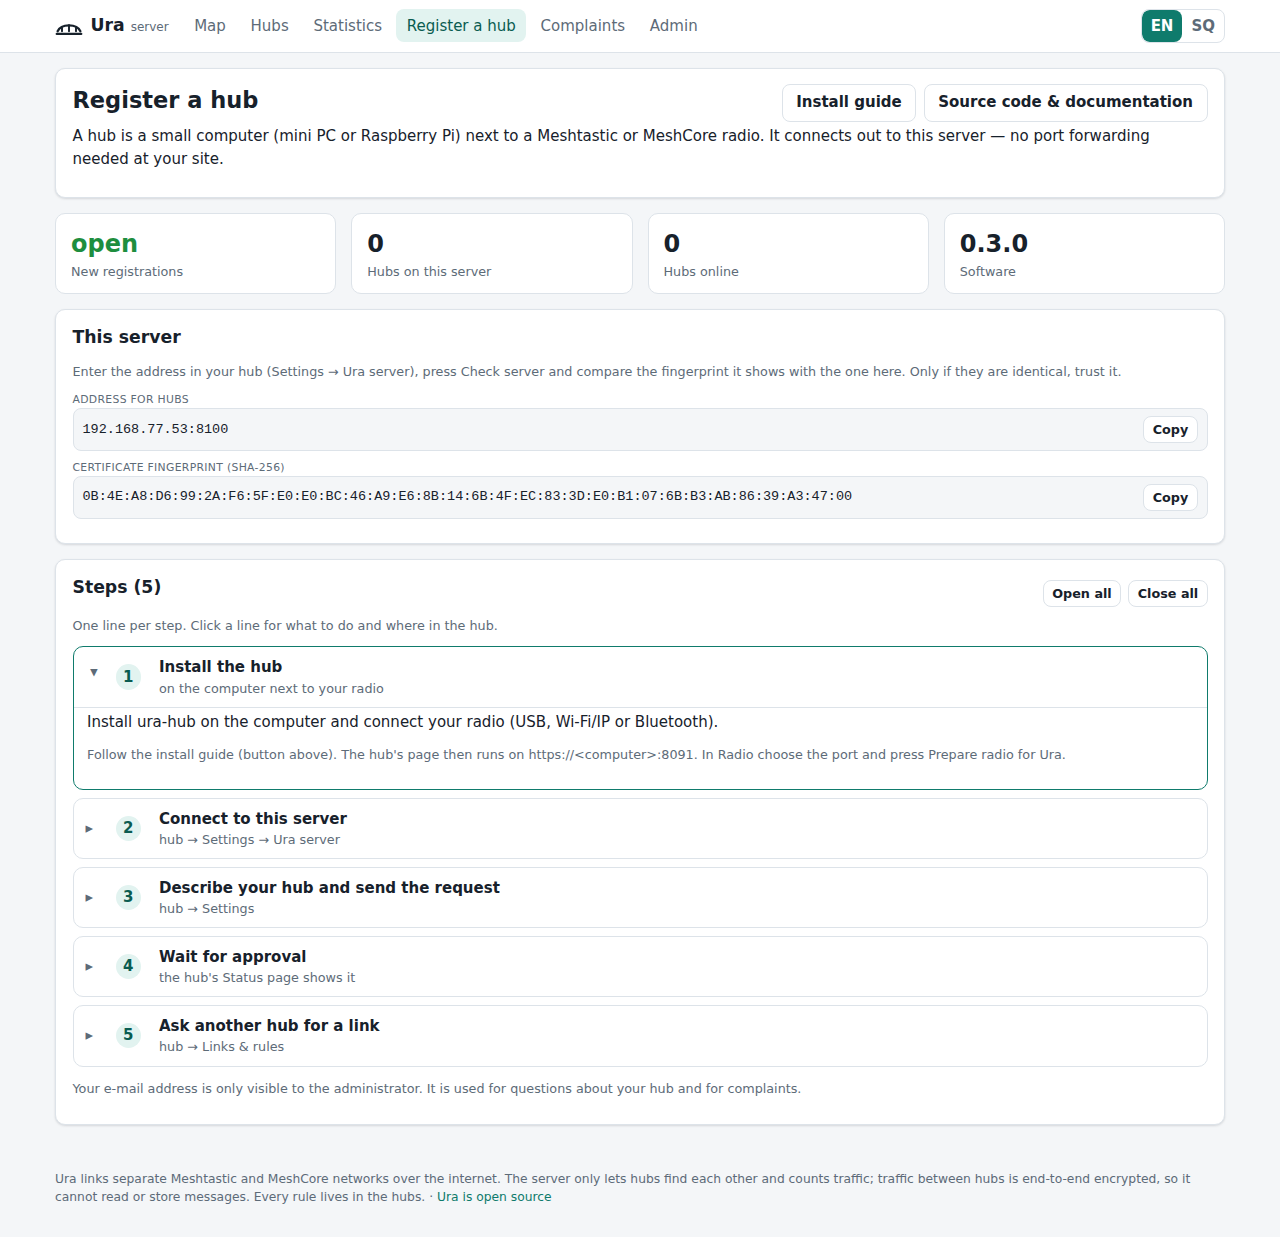 Ura server Map Hubs Statistics Register a hub Complaints Admin EN SQ
Register a hub
Install guide
Source code & documentation
A hub is a small computer (mini PC or Raspberry Pi) next to a Meshtastic or MeshCore radio. It connects out to this server — no port forwarding
needed at your site.
open
New registrations
0
Hubs on this server
0
Hubs online
0.3.0
Software
This server
Enter the address in your hub (Settings → Ura server), press Check server and compare the fingerprint it shows with the one here. Only if they are identical, trust it.
ADDRESS FOR HUBS
192.168.77.53:8100
Copy
CERTIFICATE FINGERPRINT (SHA-256)
0B:4E:A8:D6:99:2A:F6:5F:E0:E0:BC:46:A9:E6:8B:14:6B:4F:EC:83:3D:E0:B1:07:6B:B3:AB:86:39:A3:47:00
Copy
Steps (5)
Open all
Close all
One line per step. Click a line for what to do and where in the hub.
▼ 1 Install the hub
on the computer next to your radio
Install ura-hub on the computer and connect your radio (USB, Wi-Fi/IP or Bluetooth).
Follow the install guide (button above). The hub's page then runs on https://<computer>:8091. In Radio choose the port and press Prepare radio for Ura.
▶ 2 Connect to this server
hub → Settings → Ura server
▶ 3 Describe your hub and send the request
hub → Settings
▶ 4 Wait for approval
the hub's Status page shows it
▶ 5 Ask another hub for a link
hub → Links & rules
Your e-mail address is only visible to the administrator. It is used for questions about your hub and for complaints.
Ura links separate Meshtastic and MeshCore networks over the internet. The server only lets hubs find each other and counts traffic; traffic between hubs is end-to-end encrypted, so it
cannot read or store messages. Every rule lives in the hubs. · Ura is open source